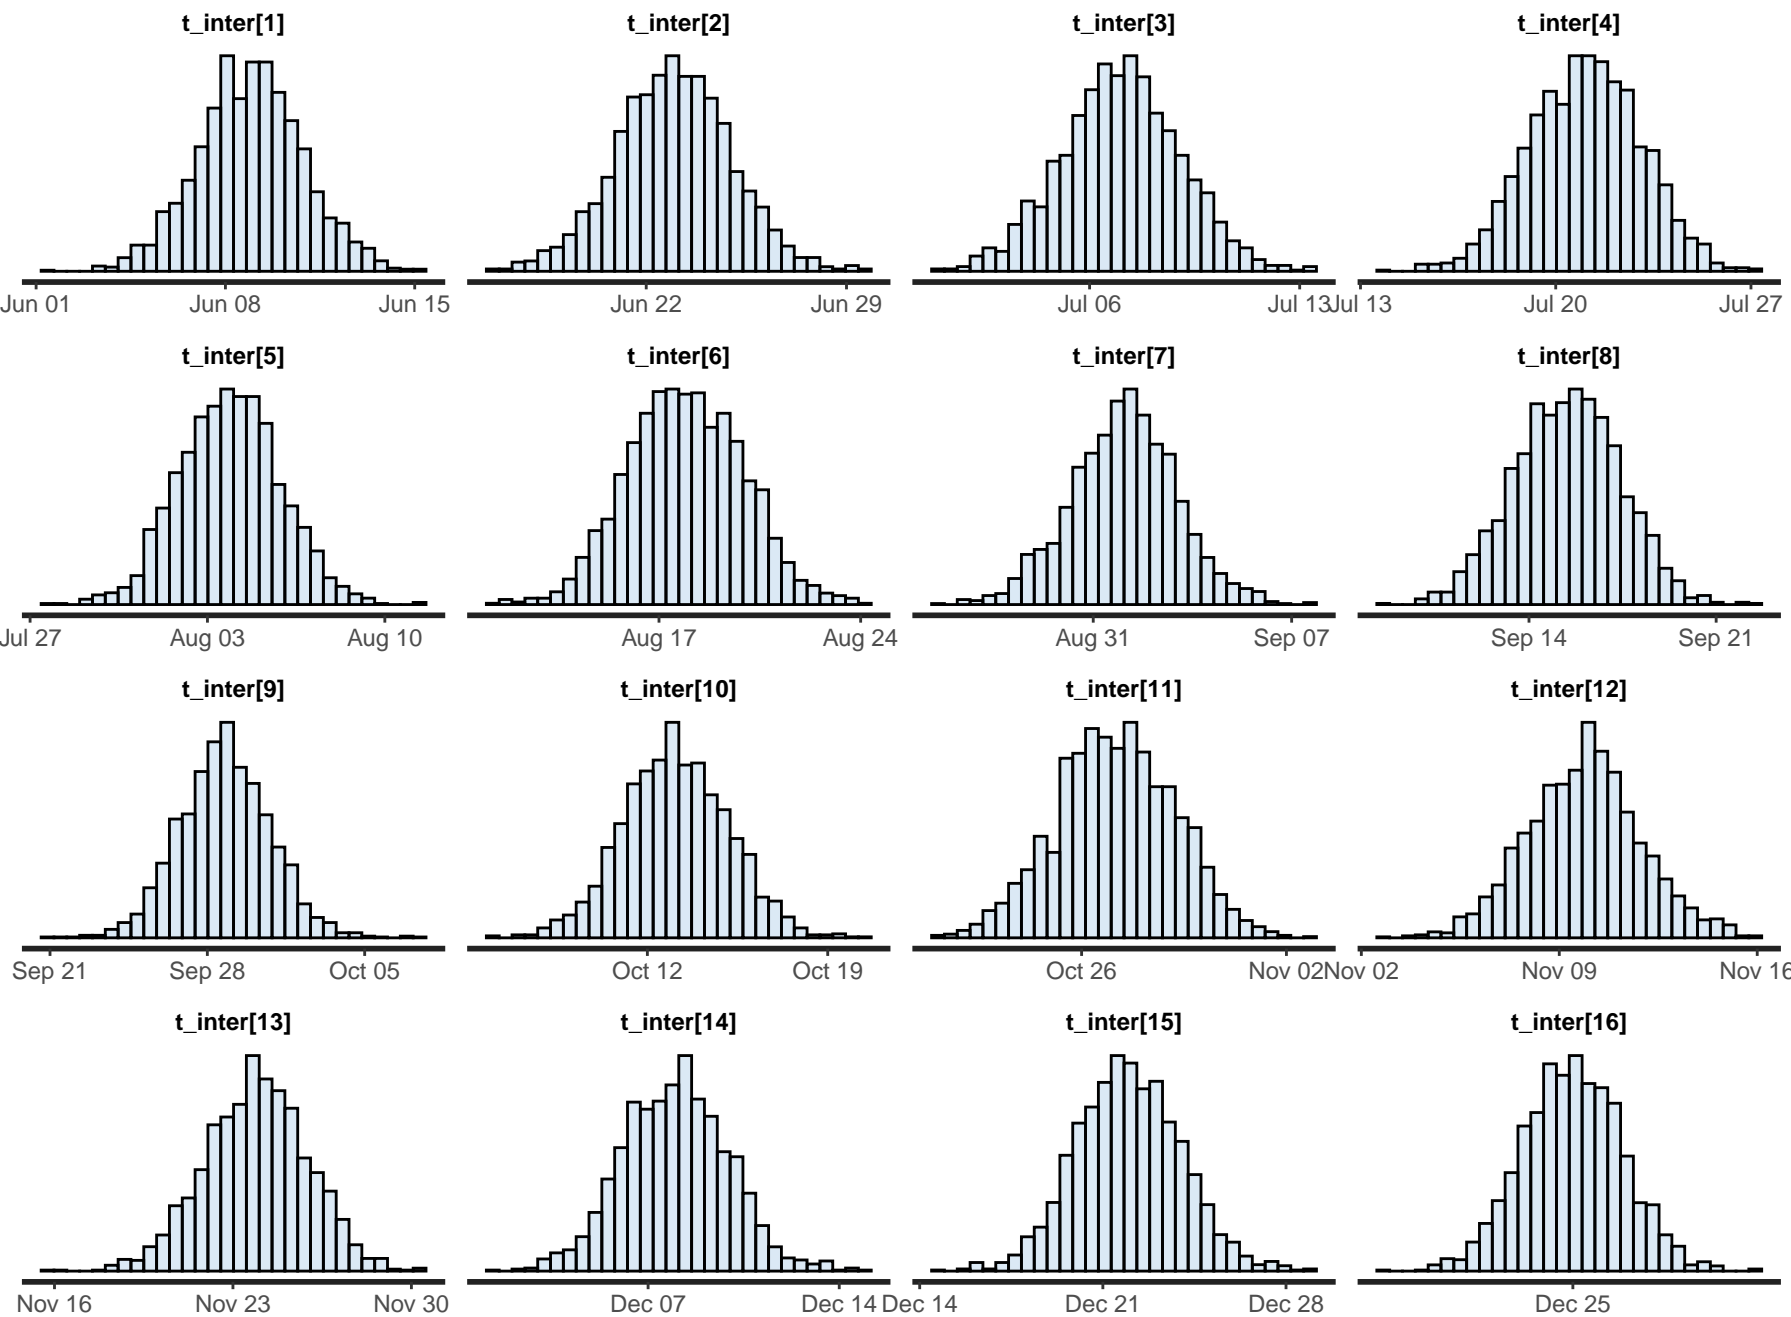 t_inter[1] t_inter[2] t_inter[3] t_inter[4]
Jun 01 Jun 08 Jun 15 Jun 22 Jun 29 Jul 06 Jul 13 Jul 13 Jul 20 Jul 27
t_inter[5] t_inter[6] t_inter[7] t_inter[8]
Jul 27 Aug 03 Aug 10 Aug 17 Aug 24 Aug 31 Sep 07 Sep 14 Sep 21
t_inter[9] t_inter[10] t_inter[11] t_inter[12]
Sep 21 Sep 28 Oct 05 Oct 12 Oct 19 Oct 26 Nov 02 Nov 02 Nov 09 Nov 16
t_inter[13] t_inter[14] t_inter[15] t_inter[16]
Nov 16 Nov 23 Nov 30 Dec 07 Dec 14 Dec 14 Dec 21 Dec 28 Dec 25